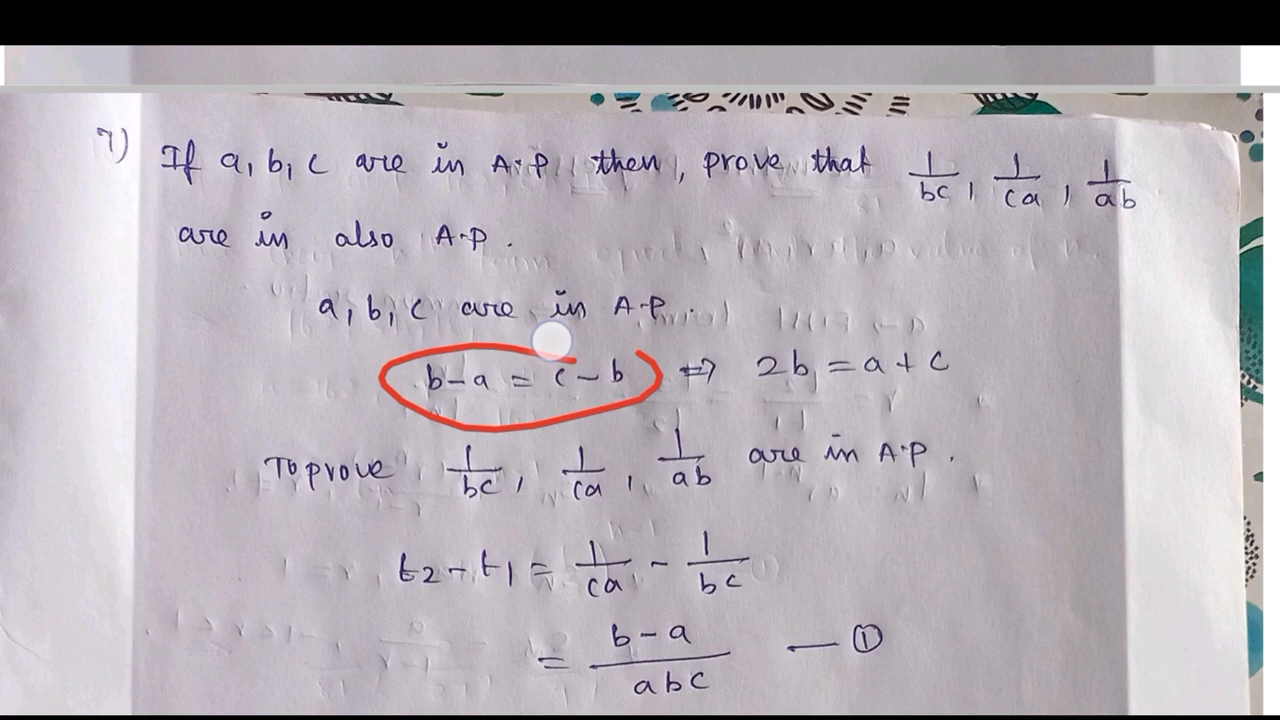 7) If a, b, c are in A.P then, prove that 1/bc, 1/ca, 1/ab
are in also A.P.
a, b, c are in A.P.
b-a = c-b ⇒ 2b = a+c
To prove 1/bc, 1/ca, 1/ab are in A.P.
t₂ - t₁ = 1/ca - 1/bc
= b-a/abc — ①